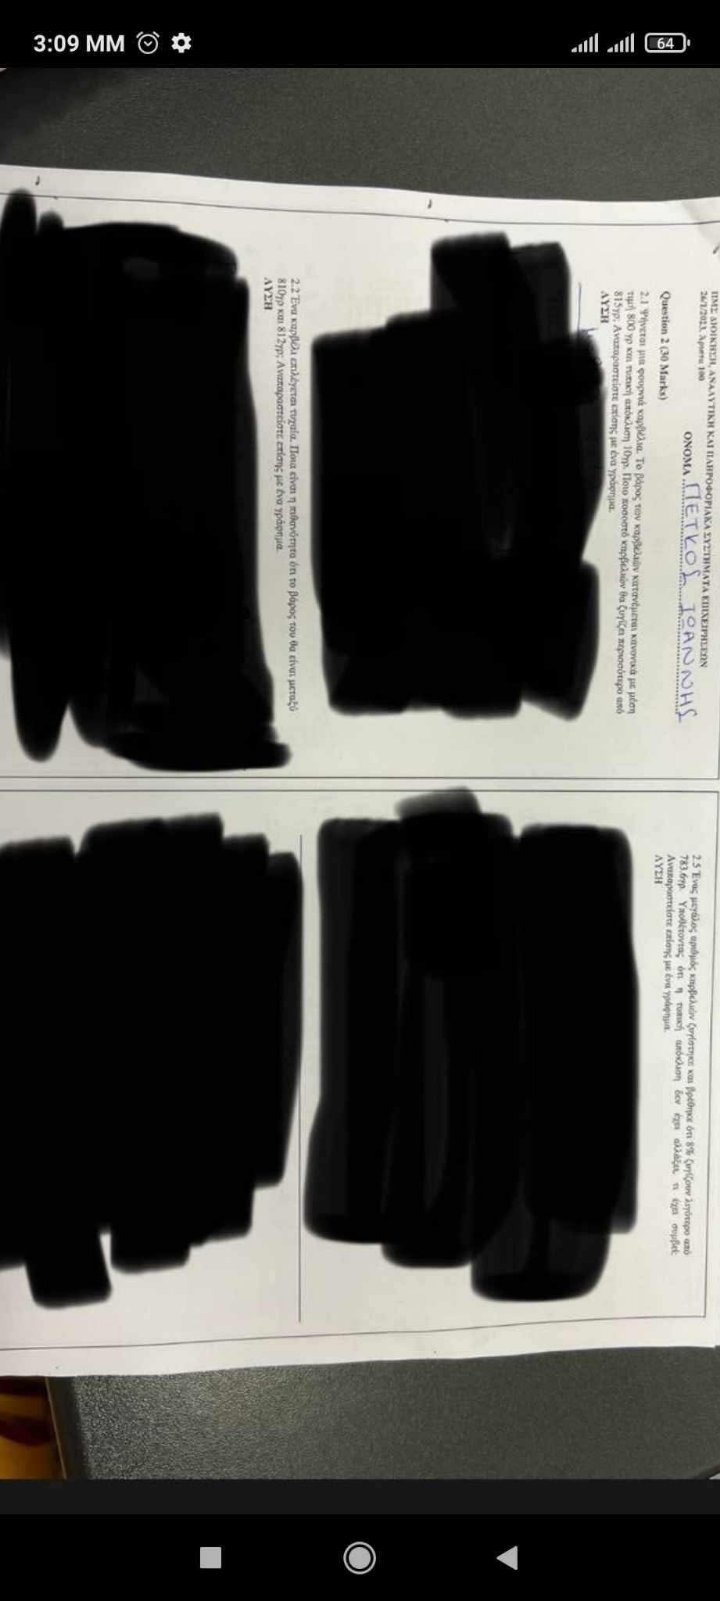 ΠΜΣ ΔΙΟΙΚΗΣΗ, ΑΝΑΛΥΤΙΚΗ ΚΑΙ ΠΛΗΡΟΦΟΡΙΑΚΑ ΣΥΣΤΗΜΑΤΑ ΕΠΙΧΕΙΡΗΣΕΩΝ
26/1/2023, Άριστα 100
ΟΝΟΜΑ ΠΕΤΚΟΣ ΙΩΑΝΝΗΣ
Question 2 (30 Marks)
2.1 Ψήνεται μια φουρνιά καρβέλια. Το βάρος των καρβελιών κατανέμεται κανονικά με μέση
τιμή 800 γρ και τυπική απόκλιση 10γρ. Ποιο ποσοστό καρβελιών θα ζυγίζει περισσότερο από
815γρ; Αναπαραστείστε επίσης με ένα γράφημα.
ΛΥΣΗ
2.2 Ένα καρβέλι επιλέγεται τυχαία. Ποια είναι η πιθανότητα ότι το βάρος του θα είναι μεταξύ
810γρ και 812γρ; Αναπαραστείστε επίσης με ένα γράφημα.
ΛΥΣΗ
2.5 Ένας μεγάλος αριθμός καρβελιών ζυγίστηκε και βρέθηκε ότι 8% ζυγίζουν λιγότερο από
783.6γρ. Υποθέτοντας ότι η τυπική απόκλιση δεν έχει αλλάξει, τι έχει συμβεί;
Αναπαραστείστε επίσης με ένα γράφημα.
ΛΥΣΗ
64
3:09 ΜΜ